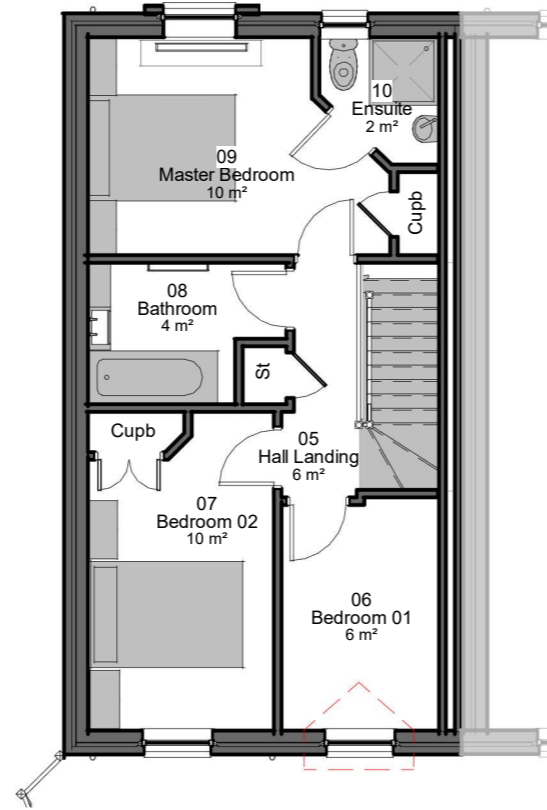 10
Ensuite
2 m²
09
Master Bedroom
10 m²
Cupb
08
Bathroom
4 m²
St
Cupb
05
Hall Landing
6 m²
07
Bedroom 02
10 m²
06
Bedroom 01
6 m²